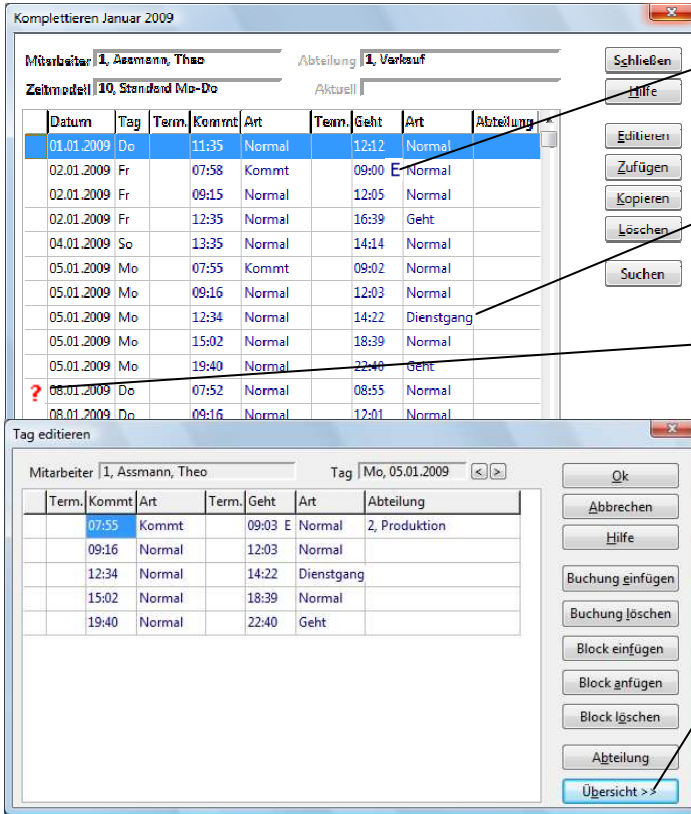 Komplettieren Januar 2009
Mitarbeiter 1, Assmann, Theo Abteilung 1, Verkauf Schließen
Zeitmodell 10, Standard Mo-Do Aktuell Hilfe
Datum Tag Term. Kommt Art Term. Geht Art Abteilung
01.01.2009 Do 11:35 Normal 12:12 Normal Editieren
02.01.2009 Fr 07:58 Kommt 09:00 E Normal Zufügen
02.01.2009 Fr 09:15 Normal 12:05 Normal Kopieren
02.01.2009 Fr 12:35 Normal 16:39 Geht Löschen
04.01.2009 So 13:35 Normal 14:14 Normal
05.01.2009 Mo 07:55 Kommt 09:02 Normal Suchen
05.01.2009 Mo 09:16 Normal 12:03 Normal
05.01.2009 Mo 12:34 Normal 14:22 Dienstgang
05.01.2009 Mo 15:02 Normal 18:39 Normal
05.01.2009 Mo 19:40 Normal 22:40 Geht
? 08.01.2009 Do 07:52 Normal 08:55 Normal
08.01.2009 Do 09:16 Normal 12:01 Normal
Tag editieren
Mitarbeiter 1, Assmann, Theo Tag Mo, 05.01.2009 < > Ok
Term. Kommt Art Term. Geht Art Abteilung Abbrechen
07:55 Kommt 09:03 E Normal 2, Produktion Hilfe
09:16 Normal 12:03 Normal
12:34 Normal 14:22 Dienstgang Buchung einfügen
15:02 Normal 18:39 Normal Buchung löschen
19:40 Normal 22:40 Geht
Block einfügen
Block anfügen
Block löschen
Abteilung
Übersicht >>